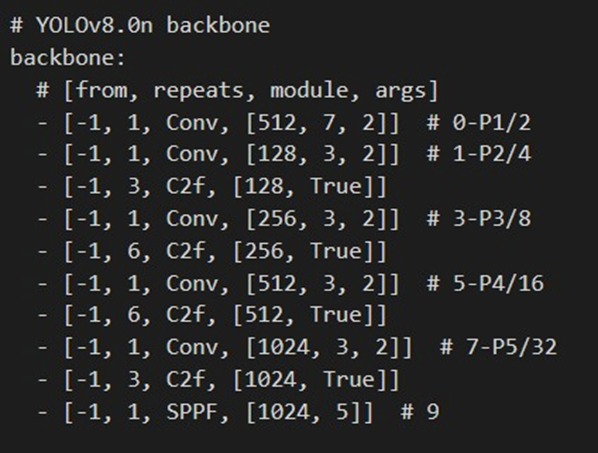 # YOLOv8.0n backbone
backbone:
  # [from, repeats, module, args]
  - [-1, 1, Conv, [512, 7, 2]]  # 0-P1/2
  - [-1, 1, Conv, [128, 3, 2]]  # 1-P2/4
  - [-1, 3, C2f, [128, True]]
  - [-1, 1, Conv, [256, 3, 2]]  # 3-P3/8
  - [-1, 6, C2f, [256, True]]
  - [-1, 1, Conv, [512, 3, 2]]  # 5-P4/16
  - [-1, 6, C2f, [512, True]]
  - [-1, 1, Conv, [1024, 3, 2]]  # 7-P5/32
  - [-1, 3, C2f, [1024, True]]
  - [-1, 1, SPPF, [1024, 5]]  # 9